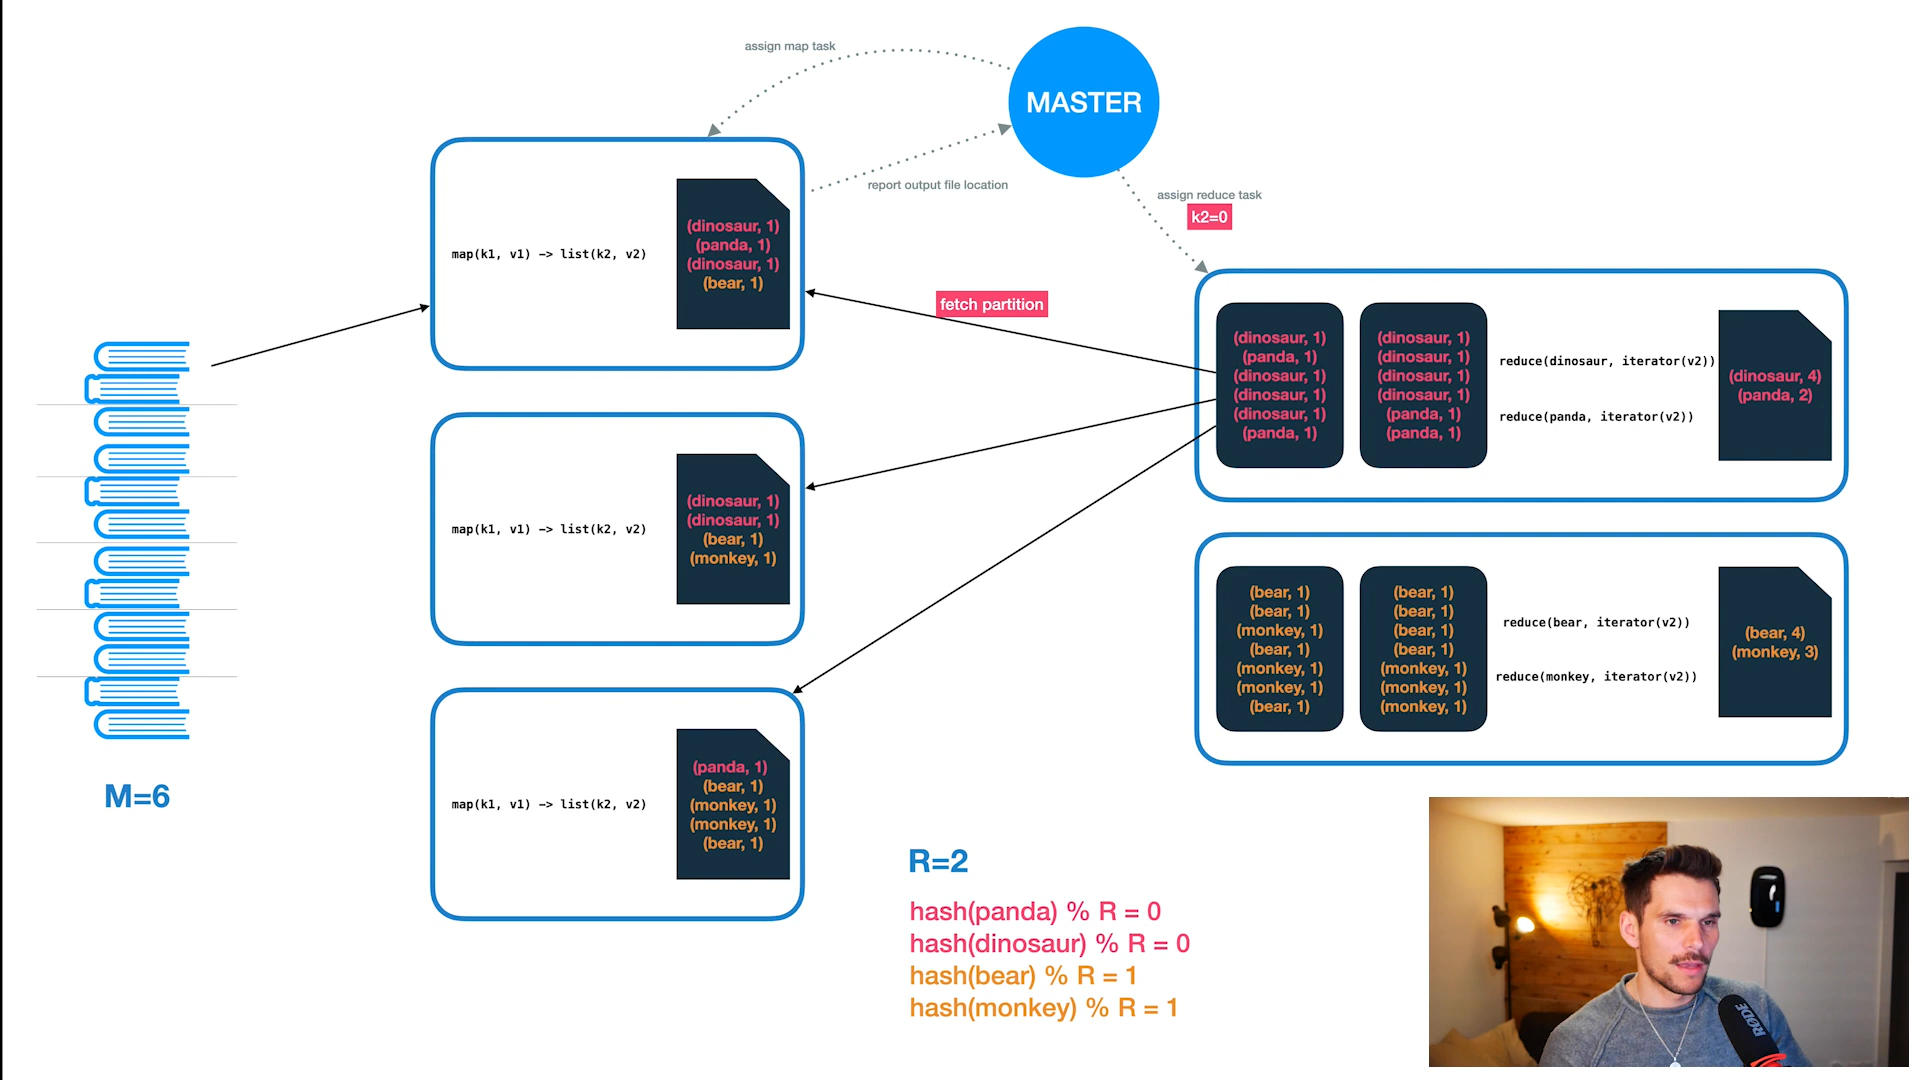 assign map task
MASTER
report output file location
assign reduce task
k2=0
map(k1, v1) -> list(k2, v2)
(dinosaur, 1)
(panda, 1)
(dinosaur, 1)
(bear, 1)
fetch partition
(dinosaur, 1)
(panda, 1)
(dinosaur, 1)
(dinosaur, 1)
(dinosaur, 1)
(panda, 1)
(dinosaur, 1)
(dinosaur, 1)
(dinosaur, 1)
(dinosaur, 1)
(panda, 1)
(panda, 1)
reduce(dinosaur, iterator(v2))
reduce(panda, iterator(v2))
(dinosaur, 4)
(panda, 2)
map(k1, v1) -> list(k2, v2)
(dinosaur, 1)
(dinosaur, 1)
(bear, 1)
(monkey, 1)
(bear, 1)
(bear, 1)
(monkey, 1)
(bear, 1)
(monkey, 1)
(monkey, 1)
(bear, 1)
(bear, 1)
(bear, 1)
(bear, 1)
(bear, 1)
(monkey, 1)
(monkey, 1)
(monkey, 1)
reduce(bear, iterator(v2))
reduce(monkey, iterator(v2))
(bear, 4)
(monkey, 3)
map(k1, v1) -> list(k2, v2)
(panda, 1)
(bear, 1)
(monkey, 1)
(monkey, 1)
(bear, 1)
M=6
R=2
hash(panda) % R = 0
hash(dinosaur) % R = 0
hash(bear) % R = 1
hash(monkey) % R = 1
RODE